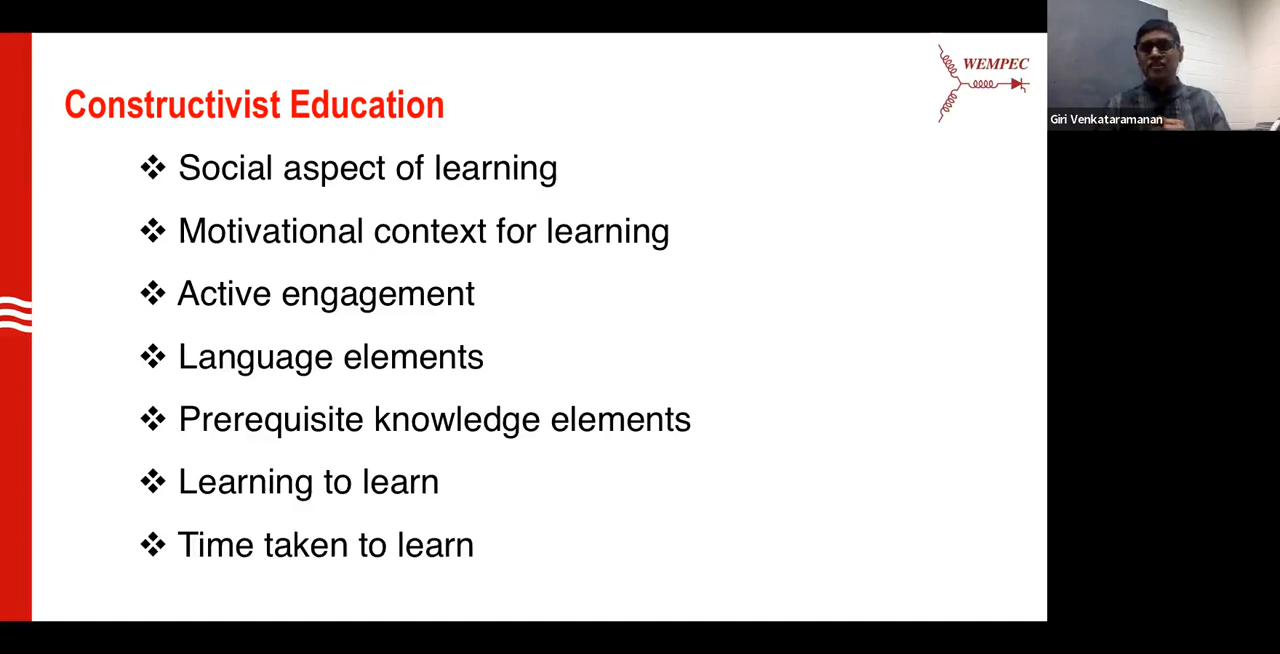 Constructivist Education
❖ Social aspect of learning
❖ Motivational context for learning
❖ Active engagement
❖ Language elements
❖ Prerequisite knowledge elements
❖ Learning to learn
❖ Time taken to learn
WEMPEC
Giri Venkataramanan